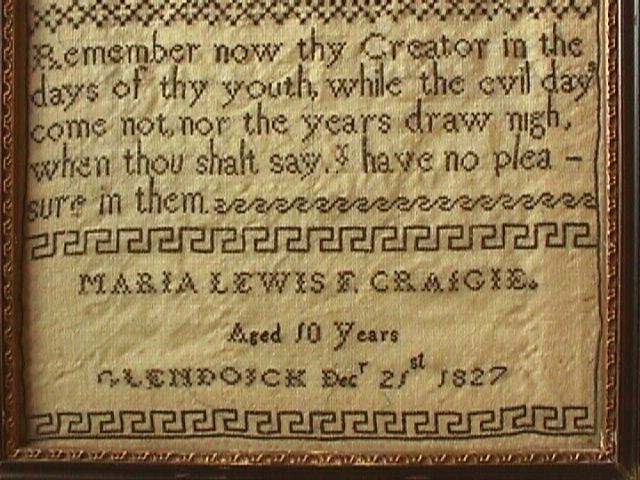 Remember now thy Creator in the
days of thy youth, while the evil days
come not, nor the years draw nigh,
when thou shalt say. I have no plea -
sure in them.
MARIA LEWIS F. CRAIGIE.
Aged 10 Years
GLENDOICK Decr 21st 1827